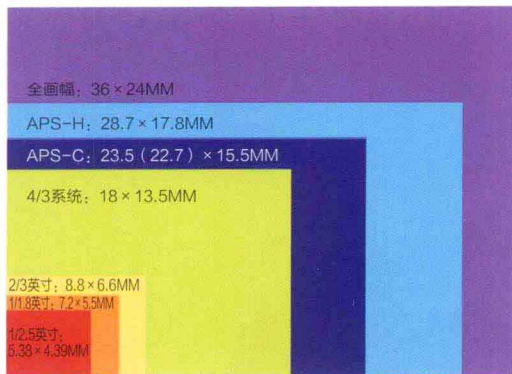 全画幅：36×24MM
APS-H：28.7×17.8MM
APS-C：23.5（22.7）×15.5MM
4/3系统：18×13.5MM
2/3英寸：8.8×6.6MM
1/1.8英寸：7.2×5.5MM
1/2.5英寸：
5.38×4.39MM